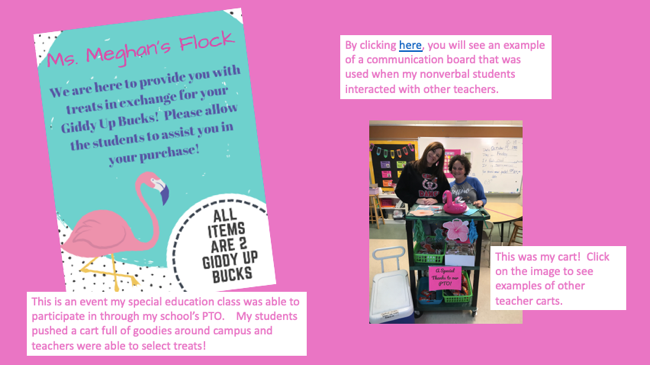 Ms. Meghan's Flock
We are here to provide you with
treats in exchange for your
Giddy Up Bucks! Please allow
the students to assist you in
your purchase!
ALL
ITEMS
ARE 2
GIDDY UP
BUCKS
This is an event my special education class was able to
participate in through my school's PTO. My students
pushed a cart full of goodies around campus and
teachers were able to select treats!
By clicking here, you will see an example
of a communication board that was
used when my nonverbal students
interacted with other teachers.
A Special
Thanks to our
PTO!
This was my cart! Click
on the image to see
examples of other
teacher carts.